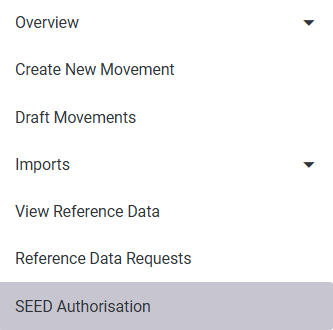 Overview
Create New Movement
Draft Movements
Imports
View Reference Data
Reference Data Requests
SEED Authorisation